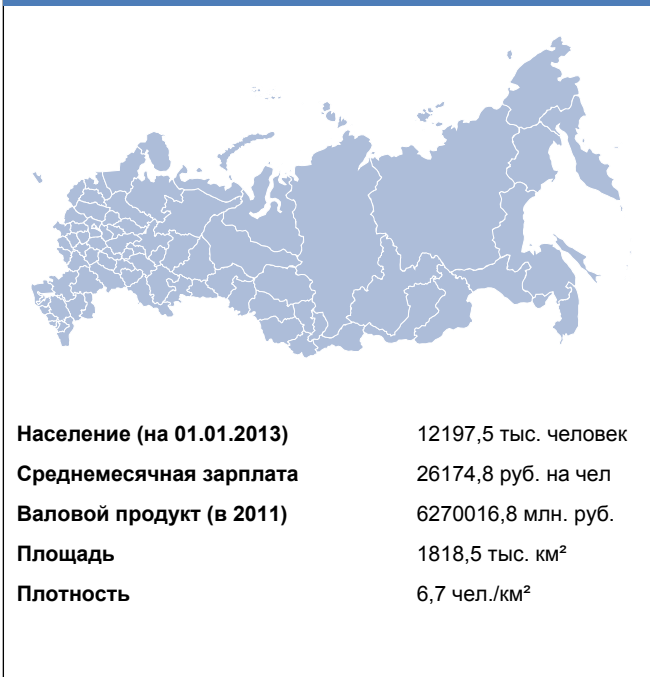 Население (на 01.01.2013) 12197,5 тыс. человек
Среднемесячная зарплата 26174,8 руб. на чел
Валовой продукт (в 2011) 6270016,8 млн. руб.
Площадь 1818,5 тыс. км²
Плотность 6,7 чел./км²